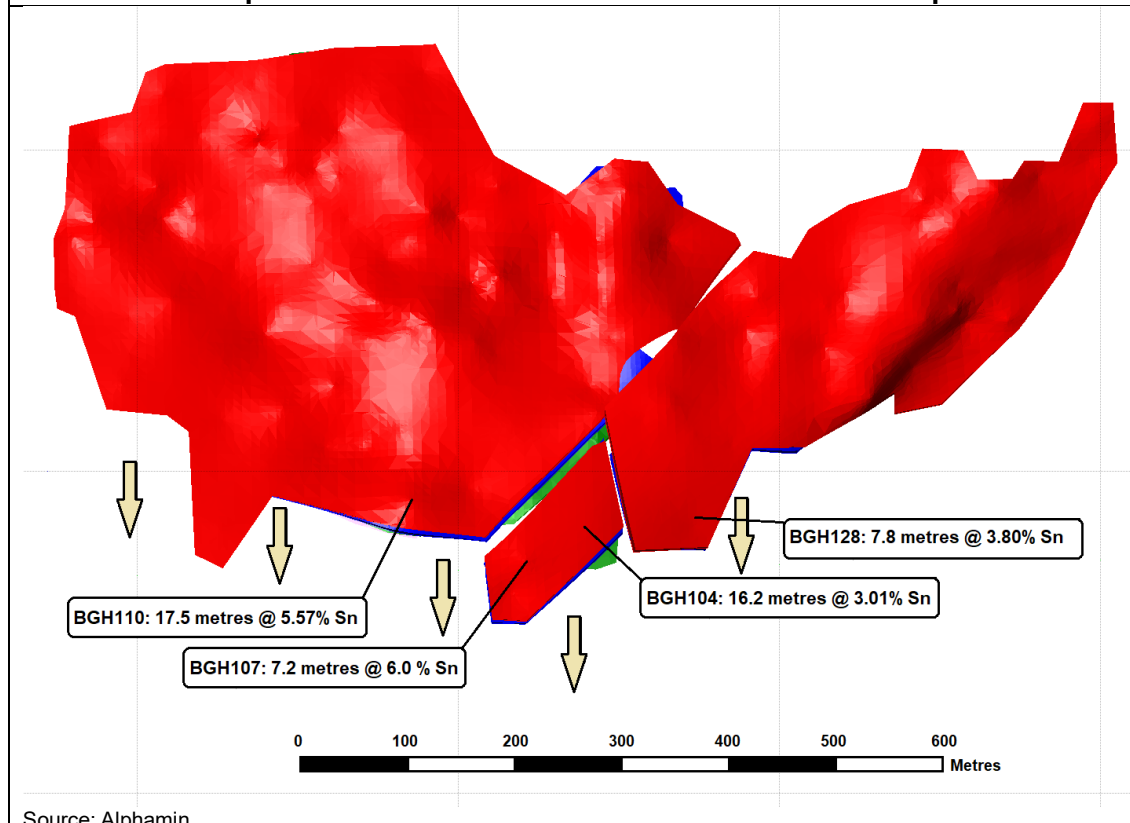 BGH128: 7.8 metres @ 3.80% Sn
BGH104: 16.2 metres @ 3.01% Sn
BGH110: 17.5 metres @ 5.57% Sn
BGH107: 7.2 metres @ 6.0 % Sn
0 100 200 300 400 500 600
Metres
Source: Alphamin